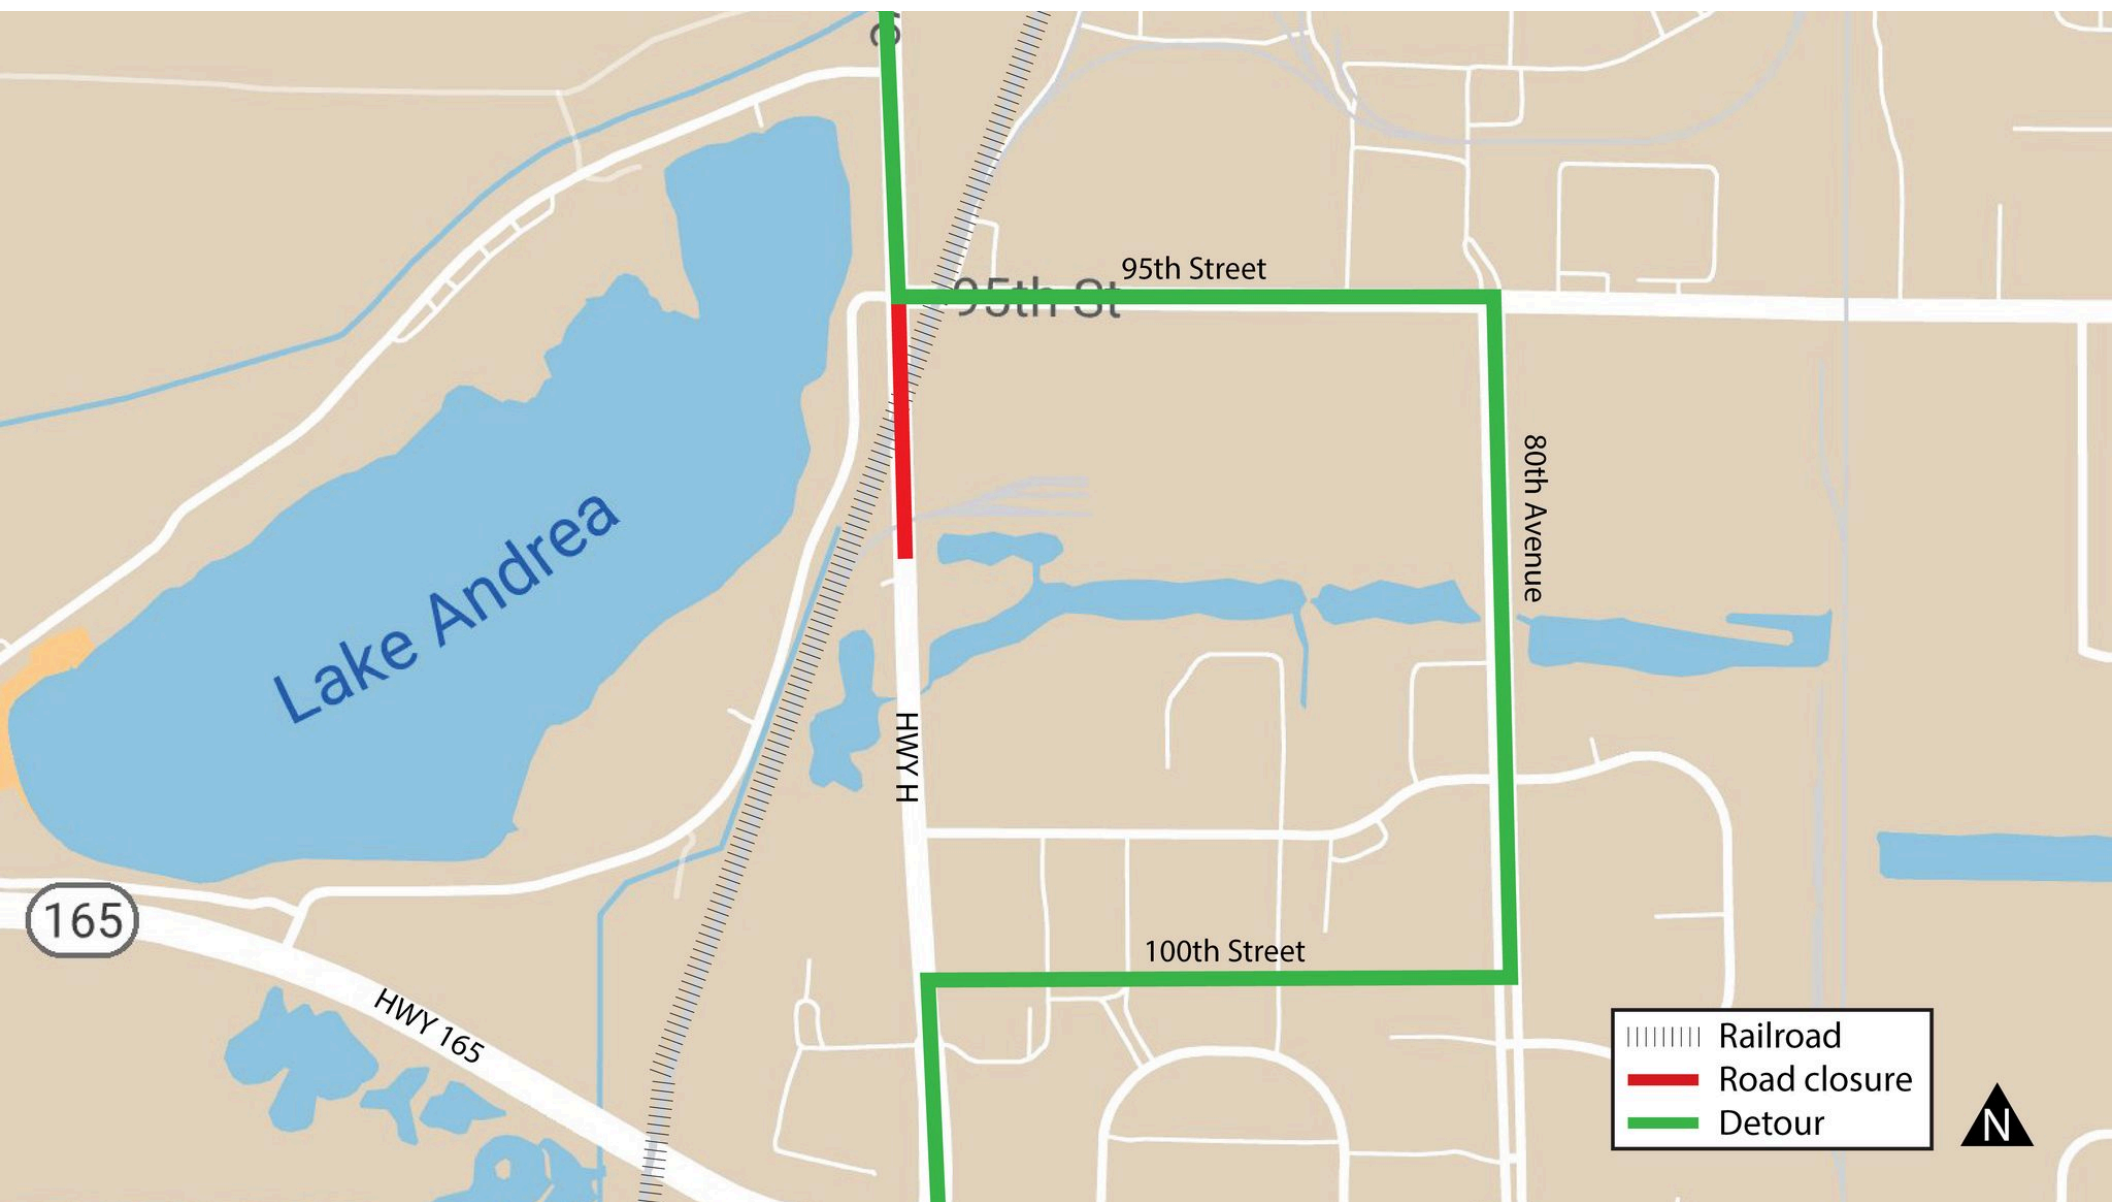 95th Street
95th St
80th Avenue
Lake Andrea
HWY H
165
100th Street
HWY 165
Railroad
Road closure
Detour
N